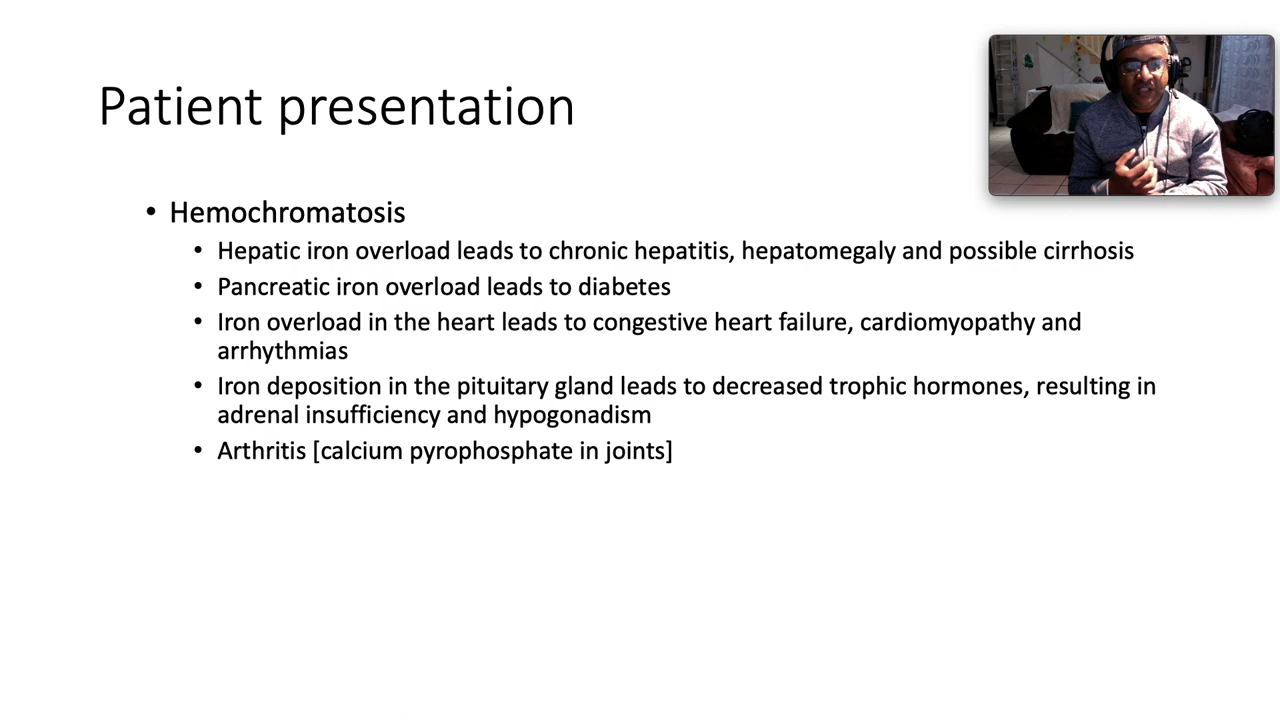 Patient presentation
• Hemochromatosis
• Hepatic iron overload leads to chronic hepatitis, hepatomegaly and possible cirrhosis
• Pancreatic iron overload leads to diabetes
• Iron overload in the heart leads to congestive heart failure, cardiomyopathy and
arrhythmias
• Iron deposition in the pituitary gland leads to decreased trophic hormones, resulting in
adrenal insufficiency and hypogonadism
• Arthritis [calcium pyrophosphate in joints]